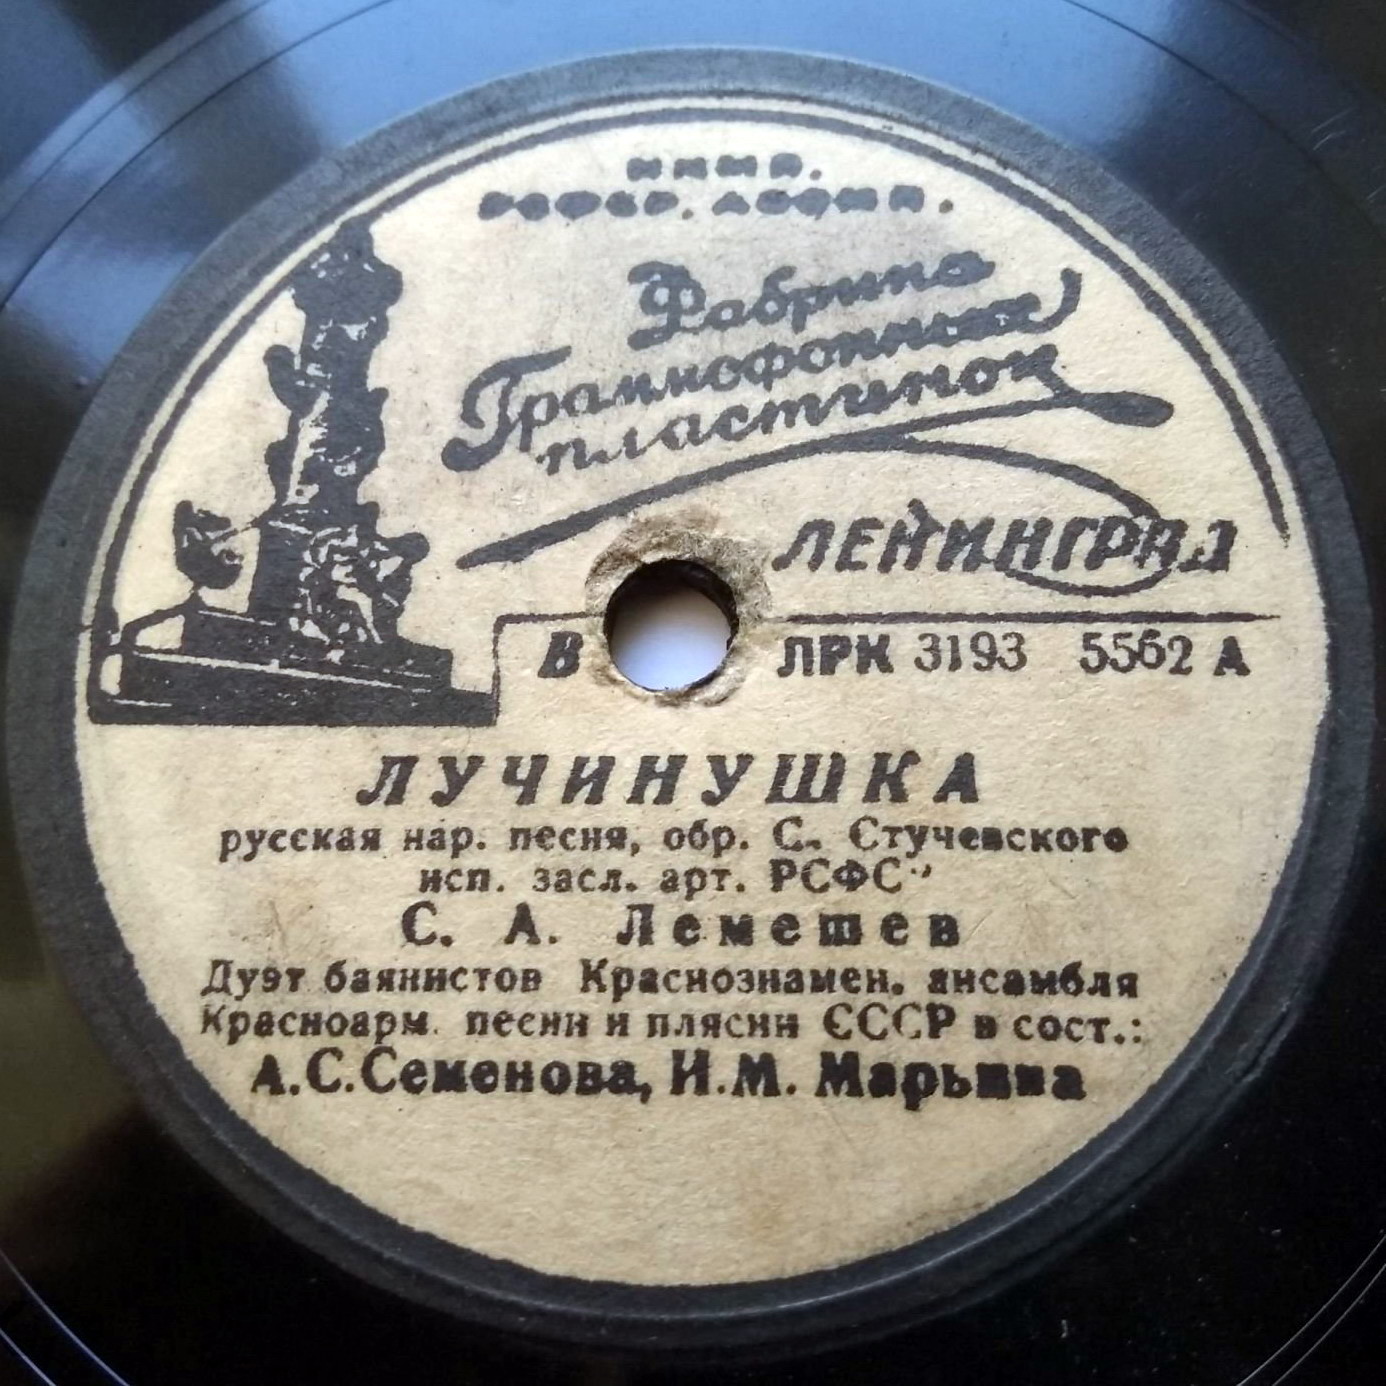 Фабрика
Граммофонных
пластинок
ЛЕНИНГРАД
В ЛРК 3193 5562 А
ЛУЧИНУШКА
русская нар. песня, обр. С. Стучевского
исп. засл. арт. РСФС
С. А. Лемешев
Дуэт баянистов Краснознамен. ансамбля
Красноарм. песни и пляски СССР в сост.:
А.С.Семенова, И.М. Марьина